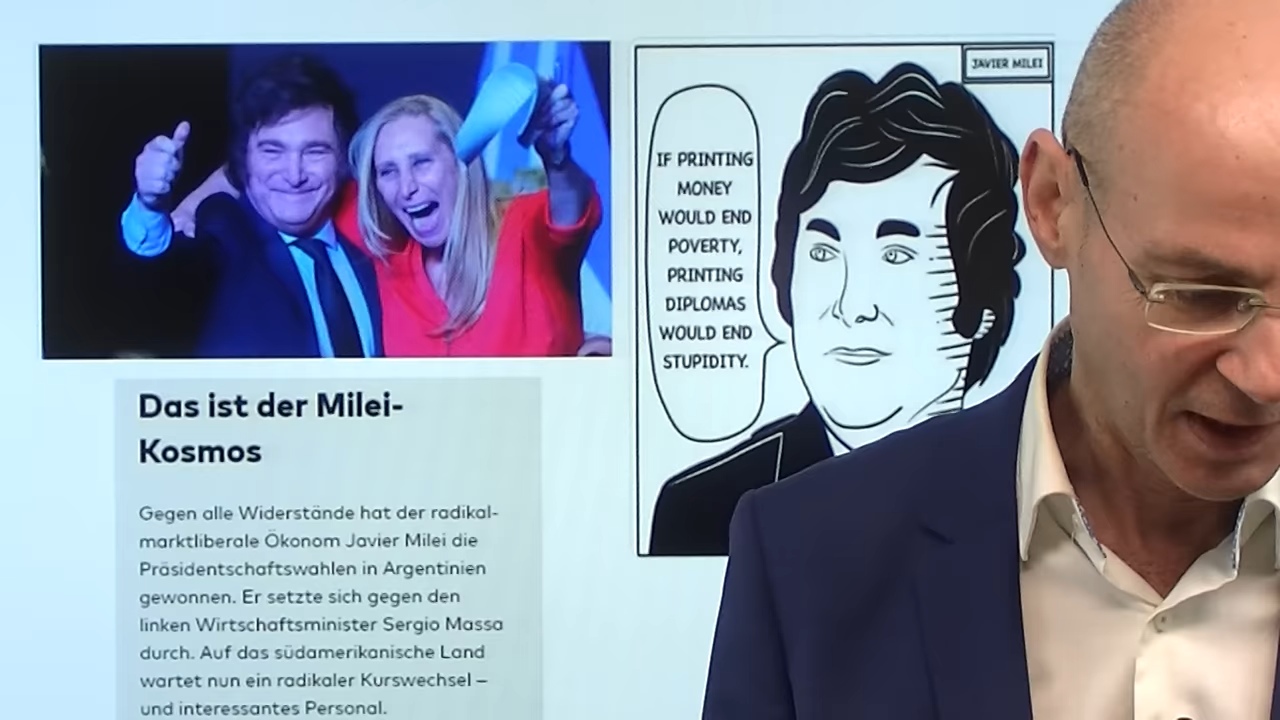 JAVIER MILEI
IF PRINTING
MONEY
WOULD END
POVERTY,
PRINTING
DIPLOMAS
WOULD END
STUPIDITY.
Das ist der Milei-
Kosmos
Gegen alle Widerstände hat der radikal-
marktliberale Ökonom Javier Milei die
Präsidentschaftswahlen in Argentinien
gewonnen. Er setzte sich gegen den
linken Wirtschaftsminister Sergio Massa
durch. Auf das südamerikanische Land
wartet nun ein radikaler Kurswechsel –
und interessantes Personal.